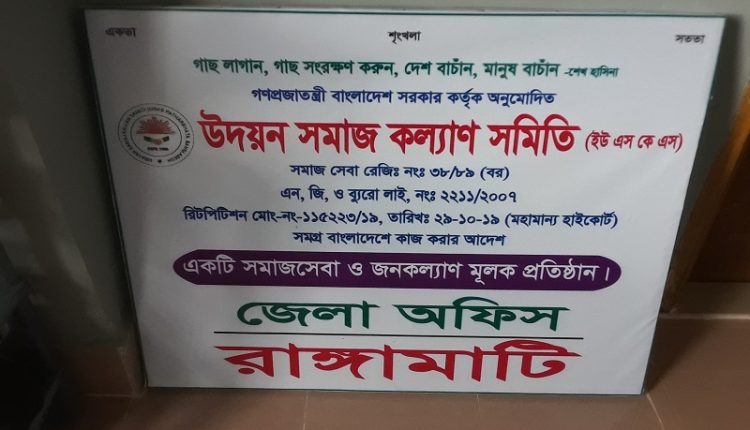 একতা শৃংখলা সততা
গাছ লাগান, গাছ সংরক্ষণ করুন, দেশ বাচাঁন, মানুষ বাচাঁন -শেখ হাসিনা
গণপ্রজাতন্ত্রী বাংলাদেশ সরকার কর্তৃক অনুমোদিত
উদয়ন সমাজ কল্যাণ সমিতি (ইউ এস কে এস)
সমাজ সেবা রেজিঃ নংঃ ৩৮/৮৯ (বর)
এন, জি, ও ব্যুরো লাই, নংঃ ২২১১/২০০৭
রিটপিটিশন মোং-নং-১১৫২২৩/১৯, তারিখঃ ২৯-১০-১৯ (মহামান্য হাইকোর্ট)
সমগ্র বাংলাদেশে কাজ করার আদেশ
একটি সমাজসেবা ও জনকল্যাণ মূলক প্রতিষ্ঠান।
জেলা অফিস
রাঙ্গামাটি